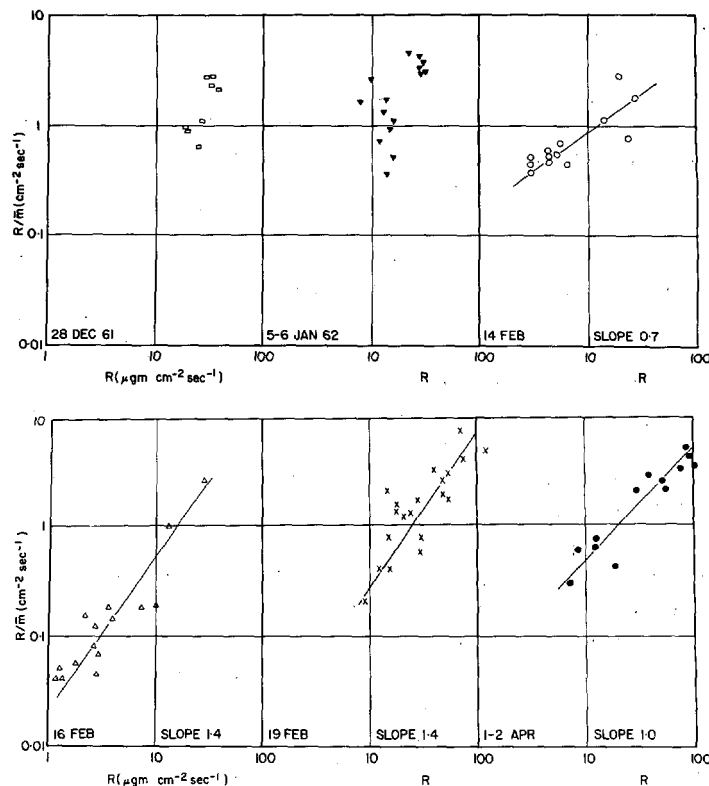 10
1
0·1
0·01
R/m̄ (cm⁻² sec⁻¹)
28 DEC 61
5-6 JAN 62
14 FEB
SLOPE 0·7
1
10
100
10
100
10
100
R (μgm cm⁻² sec⁻¹)
R
R
10
1
0·1
0·01
R/m̄ (cm⁻² sec⁻¹)
16 FEB
SLOPE 1·4
19 FEB
SLOPE 1·4
1-2 APR
SLOPE 1·0
1
10
100
10
100
10
100
R (μgm cm⁻² sec⁻¹)
R
R